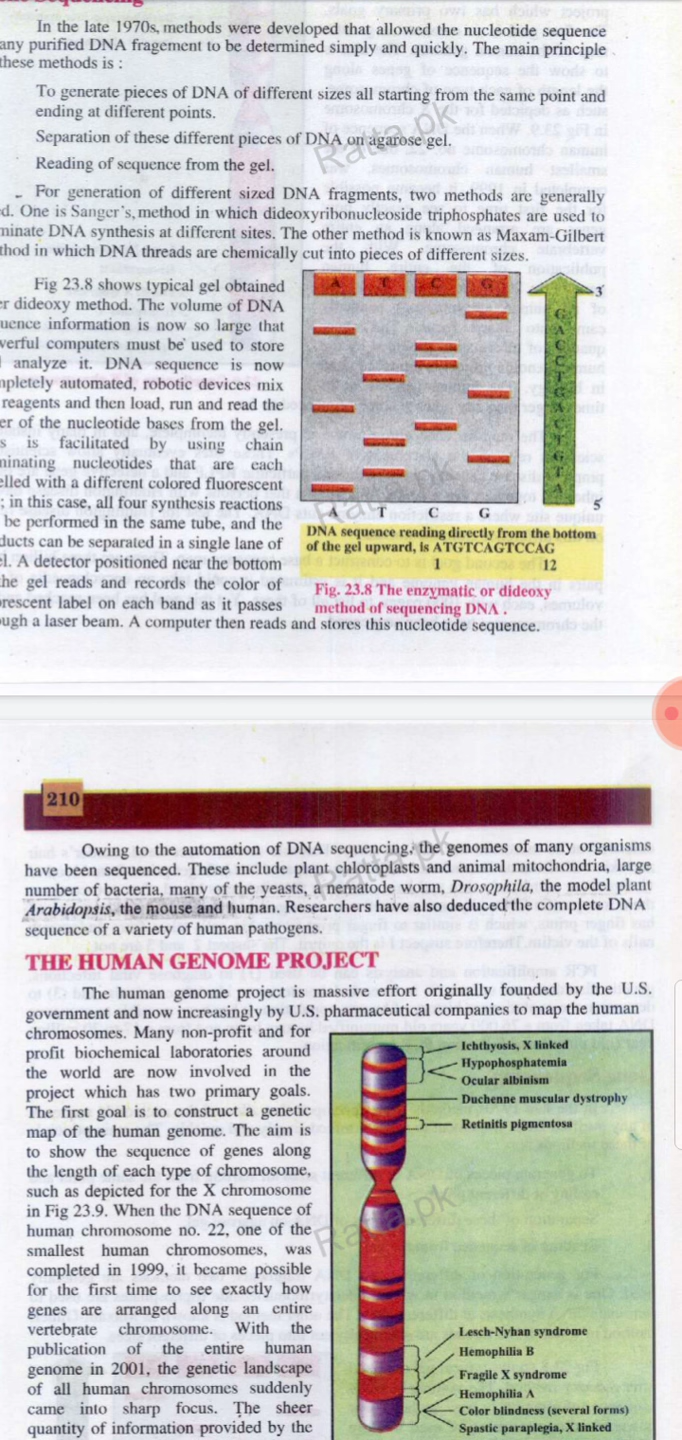 In the late 1970s, methods were developed that allowed the nucleotide sequence
any purified DNA fragement to be determined simply and quickly. The main principle
these methods is :
To generate pieces of DNA of different sizes all starting from the same point and
ending at different points.
Separation of these different pieces of DNA on agarose gel.
Reading of sequence from the gel.
For generation of different sized DNA fragments, two methods are generally
One is Sanger's, method in which dideoxyribonucleoside triphosphates are used to
DNA synthesis at different sites. The other method is known as Maxam-Gilbert
in which DNA threads are chemically cut into pieces of different sizes.
Fig 23.8 shows typical gel obtained
dideoxy method. The volume of DNA
information is now so large that
computers must be used to store
analyze it. DNA sequence is now
automated, robotic devices mix
reagents and then load, run and read the
of the nucleotide bases from the gel.
is facilitated by using chain
nucleotides that are each
with a different colored fluorescent
; in this case, all four synthesis reactions
be performed in the same tube, and the
can be separated in a single lane of
A detector positioned near the bottom
the gel reads and records the color of
label on each band as it passes
a laser beam. A computer then reads and stores this nucleotide sequence.
A T C G
3'
G
A
C
C
T
G
A
C
T
G
T
A
5'
A T C G
DNA sequence reading directly from the bottom
of the gel upward, is ATGTCAGTCCAG
1 12
Fig. 23.8 The enzymatic or dideoxy
method of sequencing DNA .
Ratta.pk
Ratta.pk
210
Owing to the automation of DNA sequencing, the genomes of many organisms
have been sequenced. These include plant chloroplasts and animal mitochondria, large
number of bacteria, many of the yeasts, a nematode worm, Drosophila, the model plant
Arabidopsis, the mouse and human. Researchers have also deduced the complete DNA
sequence of a variety of human pathogens.
THE HUMAN GENOME PROJECT
The human genome project is massive effort originally founded by the U.S.
government and now increasingly by U.S. pharmaceutical companies to map the human
chromosomes. Many non-profit and for
profit biochemical laboratories around
the world are now involved in the
project which has two primary goals.
The first goal is to construct a genetic
map of the human genome. The aim is
to show the sequence of genes along
the length of each type of chromosome,
such as depicted for the X chromosome
in Fig 23.9. When the DNA sequence of
human chromosome no. 22, one of the
smallest human chromosomes, was
completed in 1999, it became possible
for the first time to see exactly how
genes are arranged along an entire
vertebrate chromosome. With the
publication of the entire human
genome in 2001, the genetic landscape
of all human chromosomes suddenly
came into sharp focus. The sheer
quantity of information provided by the
Ichthyosis, X linked
Hypophosphatemia
Ocular albinism
Duchenne muscular dystrophy
Retinitis pigmentosa
Lesch-Nyhan syndrome
Hemophilia B
Fragile X syndrome
Hemophilia A
Color blindness (several forms)
Spastic paraplegia, X linked
Ratta.pk
Ratta.pk